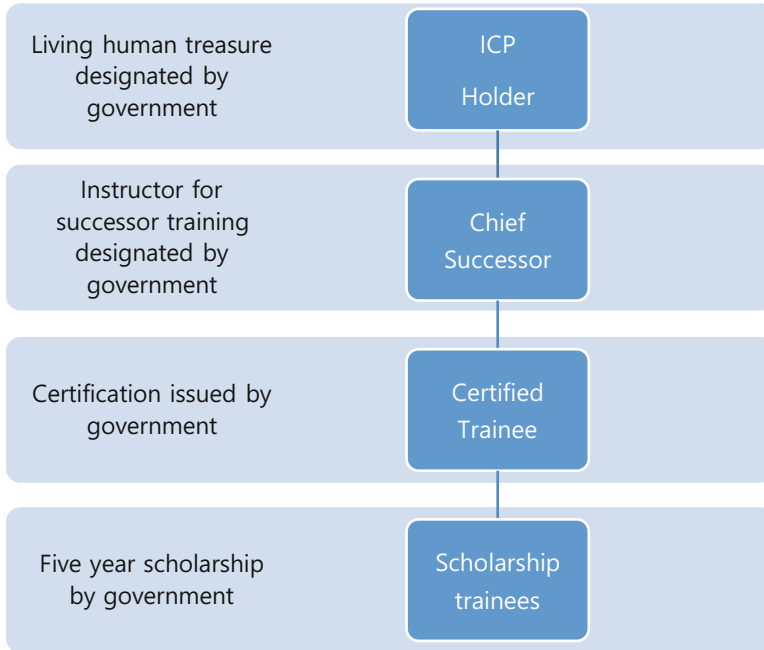 Living human treasure
designated by
government
ICP
Holder
Instructor for
successor training
designated by
government
Chief
Successor
Certification issued by
government
Certified
Trainee
Five year scholarship
by government
Scholarship
trainees